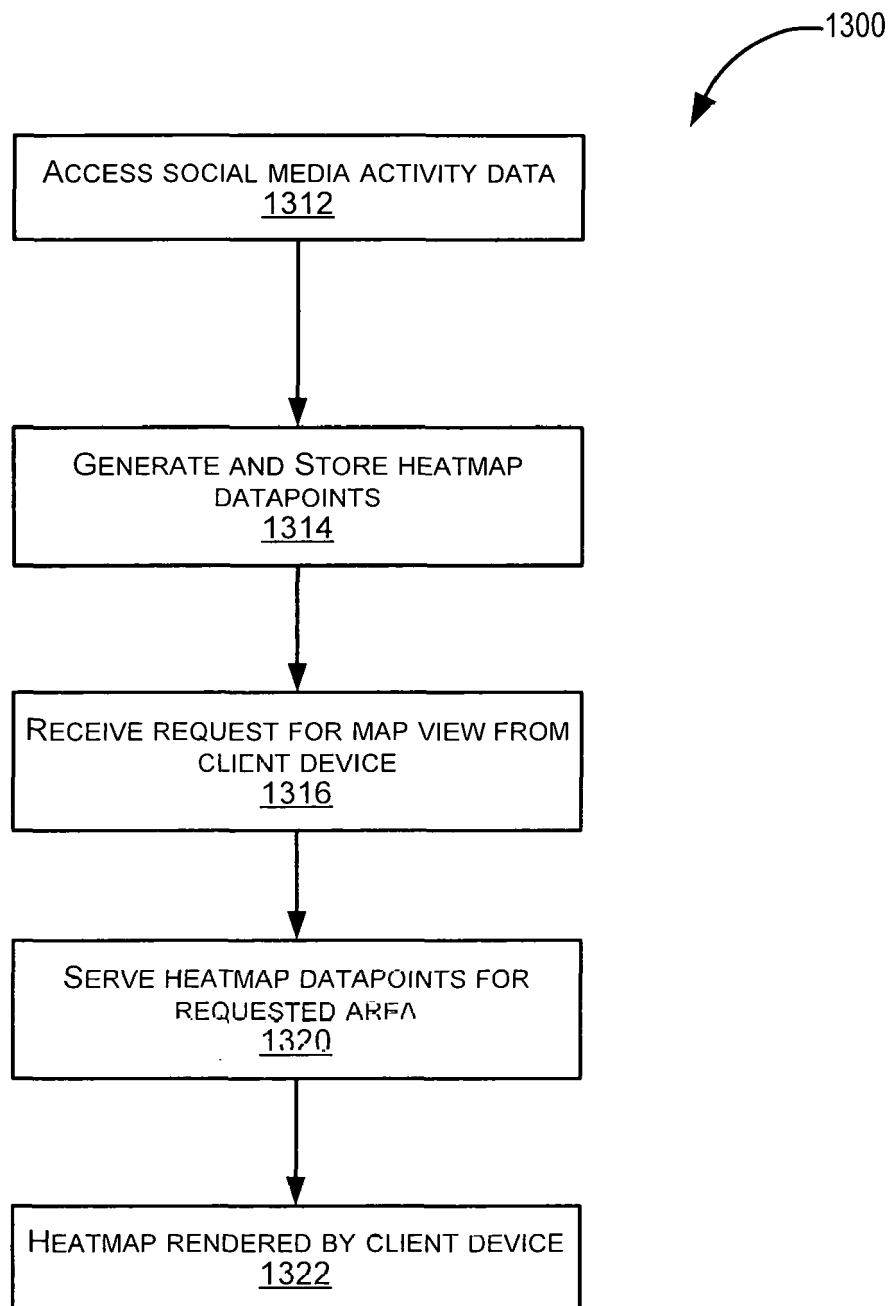 1300
ACCESS SOCIAL MEDIA ACTIVITY DATA
1312
GENERATE AND STORE HEATMAP
DATAPOINTS
1314
RECEIVE REQUEST FOR MAP VIEW FROM
CLIENT DEVICE
1316
SERVE HEATMAP DATAPOINTS FOR
REQUESTED AREA
1320
HEATMAP RENDERED BY CLIENT DEVICE
1322